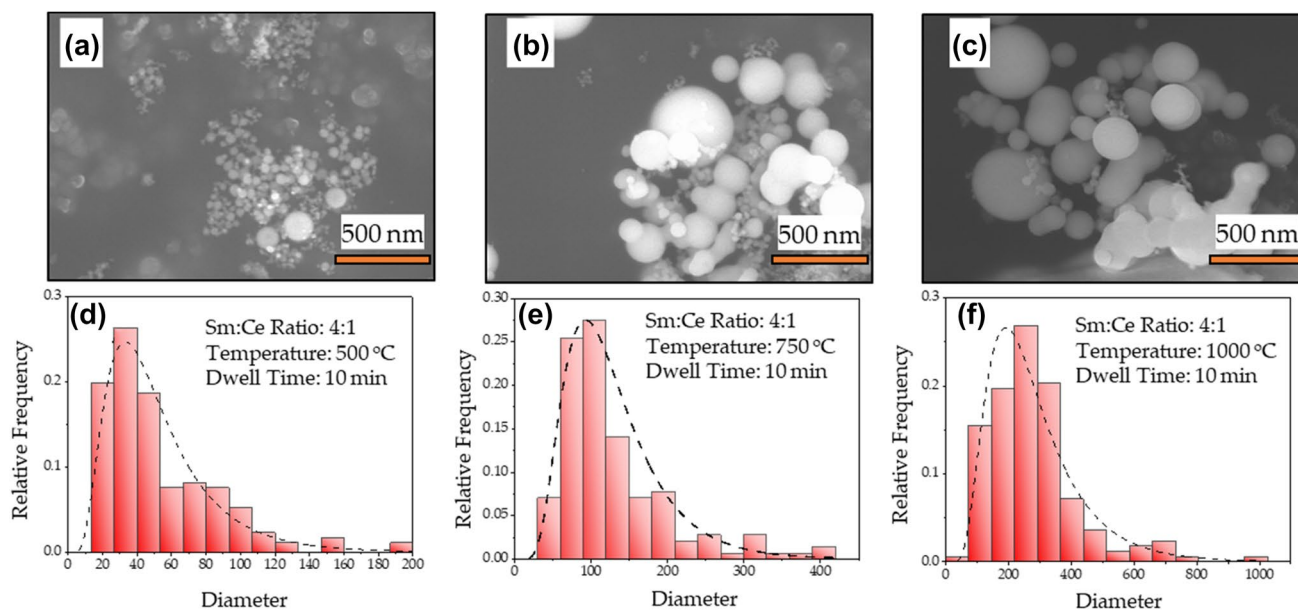 (a)
500 nm
(b)
500 nm
(c)
500 nm
(d)
Sm:Ce Ratio: 4:1
Temperature: 500 °C
Dwell Time: 10 min
Relative Frequency
0.3
0.2
0.1
0.0
0 20 40 60 80 100 120 140 160 180 200
Diameter
(e)
Sm:Ce Ratio: 4:1
Temperature: 750 °C
Dwell Time: 10 min
Relative Frequency
0.30
0.25
0.20
0.15
0.10
0.05
0.00
0 100 200 300 400
Diameter
(f)
Sm:Ce Ratio: 4:1
Temperature: 1000 °C
Dwell Time: 10 min
Relative Frequency
0.3
0.2
0.1
0.0
0 200 400 600 800 1000
Diameter